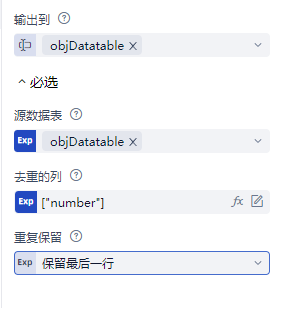 输出到
objDatatable
必选
源数据表
Exp objDatatable
去重的列
Exp ["number"] fx
重复保留
Exp 保留最后一行